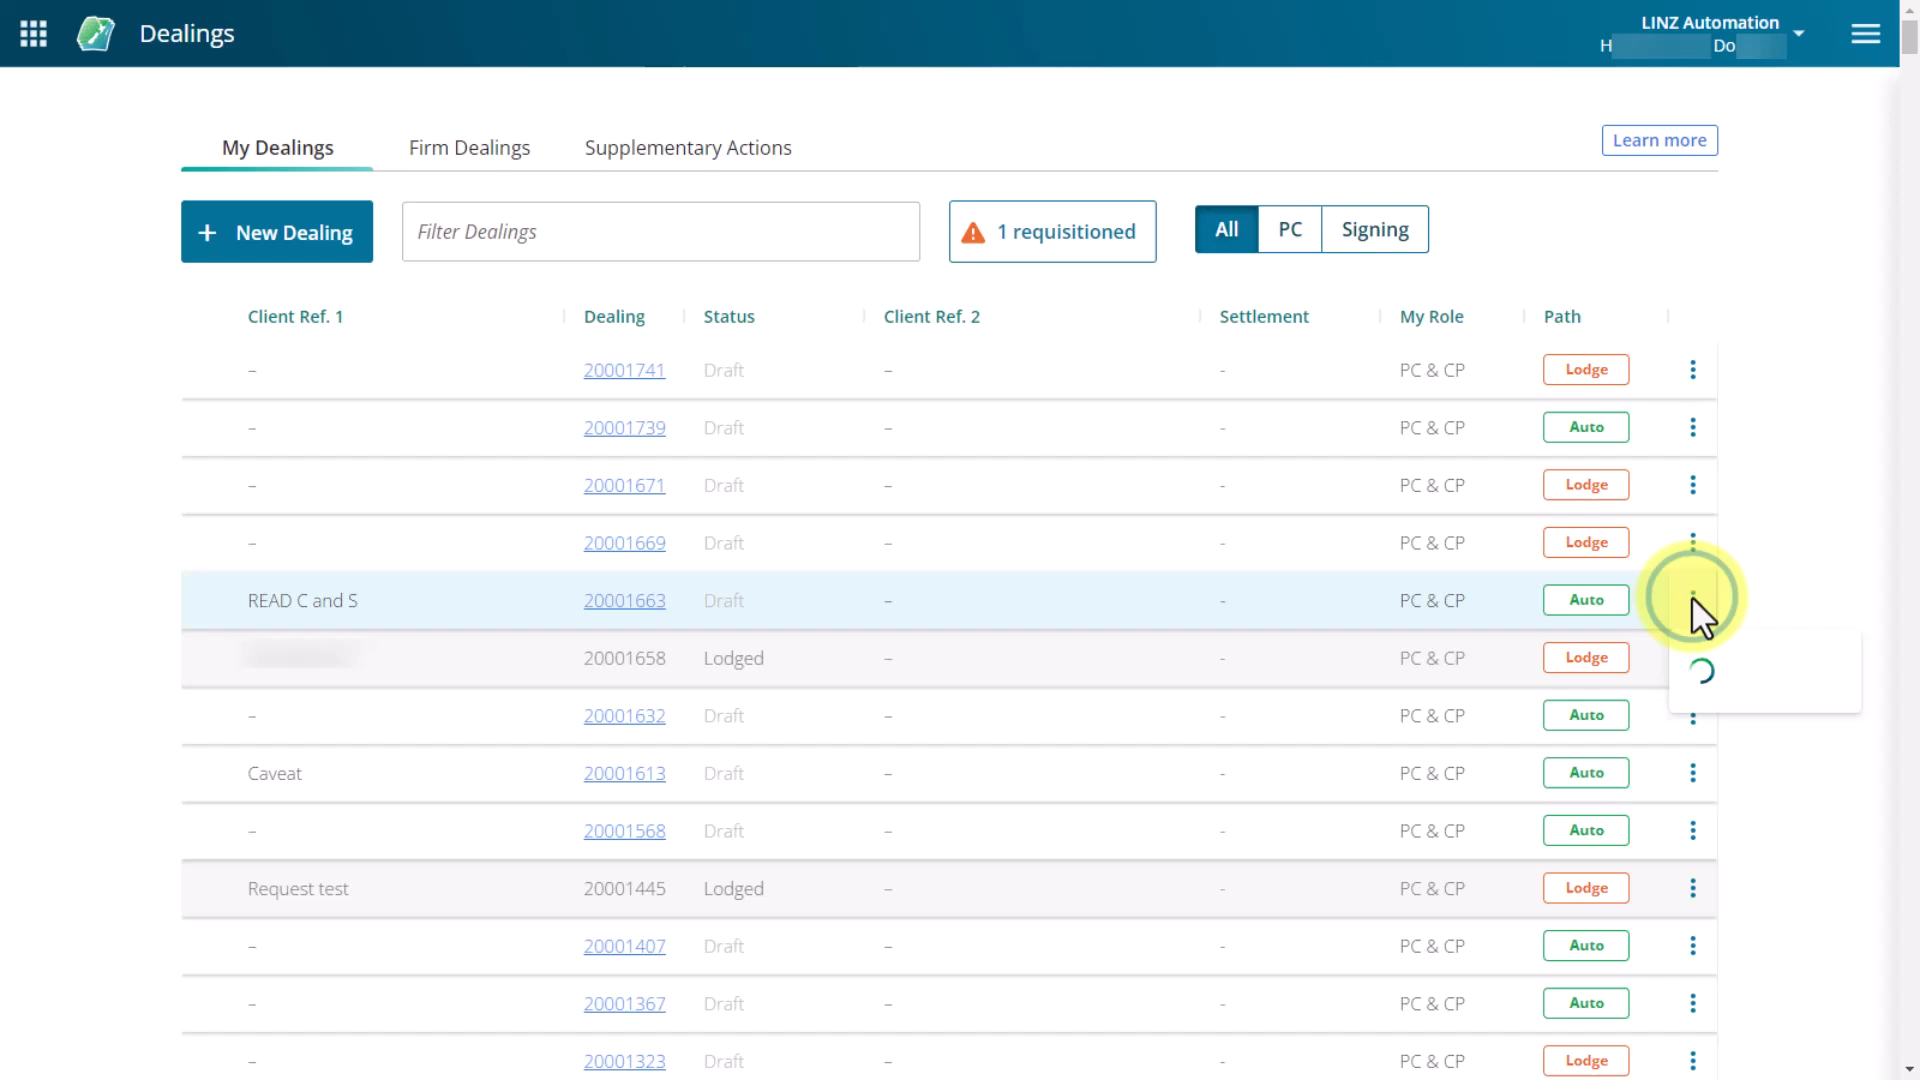 Dealings
LINZ Automation
H Do
My Dealings Firm Dealings Supplementary Actions Learn more
+ New Dealing Filter Dealings 1 requisitioned All PC Signing
Client Ref. 1 Dealing Status Client Ref. 2 Settlement My Role Path
– 20001741 Draft – - PC & CP Lodge
– 20001739 Draft – - PC & CP Auto
– 20001671 Draft – - PC & CP Lodge
– 20001669 Draft – - PC & CP Lodge
READ C and S 20001663 Draft – - PC & CP Auto
20001658 Lodged – - PC & CP Lodge
– 20001632 Draft – - PC & CP Auto
Caveat 20001613 Draft – - PC & CP Auto
– 20001568 Draft – - PC & CP Auto
Request test 20001445 Lodged – - PC & CP Lodge
– 20001407 Draft – - PC & CP Auto
– 20001367 Draft – - PC & CP Auto
– 20001323 Draft – - PC & CP Lodge